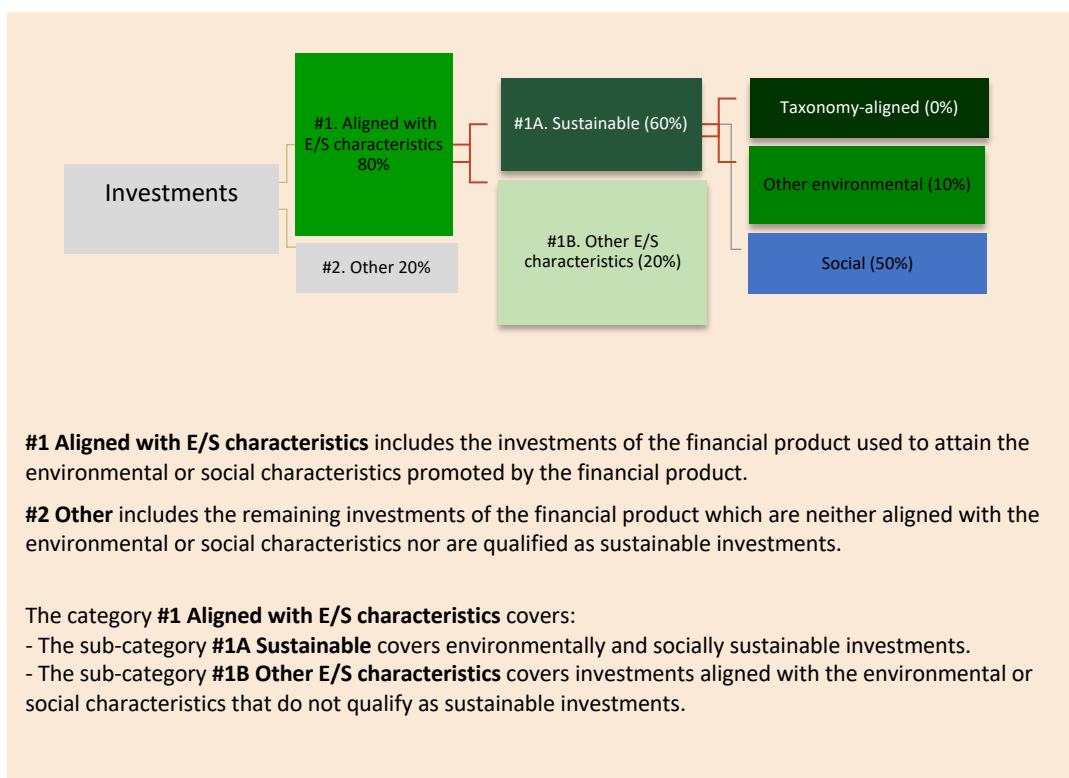 Investments
#1. Aligned with
E/S characteristics
80%
#2. Other 20%
#1A. Sustainable (60%)
#1B. Other E/S
characteristics (20%)
Taxonomy-aligned (0%)
Other environmental (10%)
Social (50%)
#1 Aligned with E/S characteristics includes the investments of the financial product used to attain the
environmental or social characteristics promoted by the financial product.
#2 Other includes the remaining investments of the financial product which are neither aligned with the
environmental or social characteristics nor are qualified as sustainable investments.
The category #1 Aligned with E/S characteristics covers:
- The sub-category #1A Sustainable covers environmentally and socially sustainable investments.
- The sub-category #1B Other E/S characteristics covers investments aligned with the environmental or
social characteristics that do not qualify as sustainable investments.